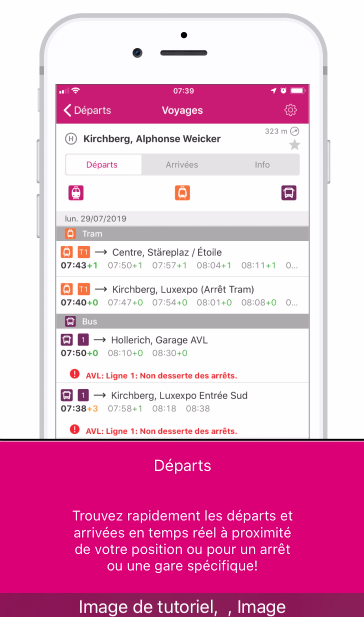 07:39
Départs
Voyages
323 m
Kirchberg, Alphonse Weicker
Départs Arrivées Info
lun. 29/07/2019
Tram
T1 → Centre, Stäreplaz / Étoile
07:43+1 07:50+1 07:57+1 08:04+1 08:11+1 0...
T1 → Kirchberg, Luxexpo (Arrêt Tram)
07:40+0 07:47+0 07:54+0 08:01+0 08:08+0 0...
Bus
1 → Hollerich, Garage AVL
07:50+0 08:10+0 08:30+0
AVL: Ligne 1: Non desserte des arrêts.
1 → Kirchberg, Luxexpo Entrée Sud
07:38+3 07:58+1 08:18 08:38
AVL: Ligne 1: Non desserte des arrêts.
Départs
Trouvez rapidement les départs et
arrivées en temps réel à proximité
de votre position ou pour un arrêt
ou une gare spécifique!
Image de tutoriel, , Image